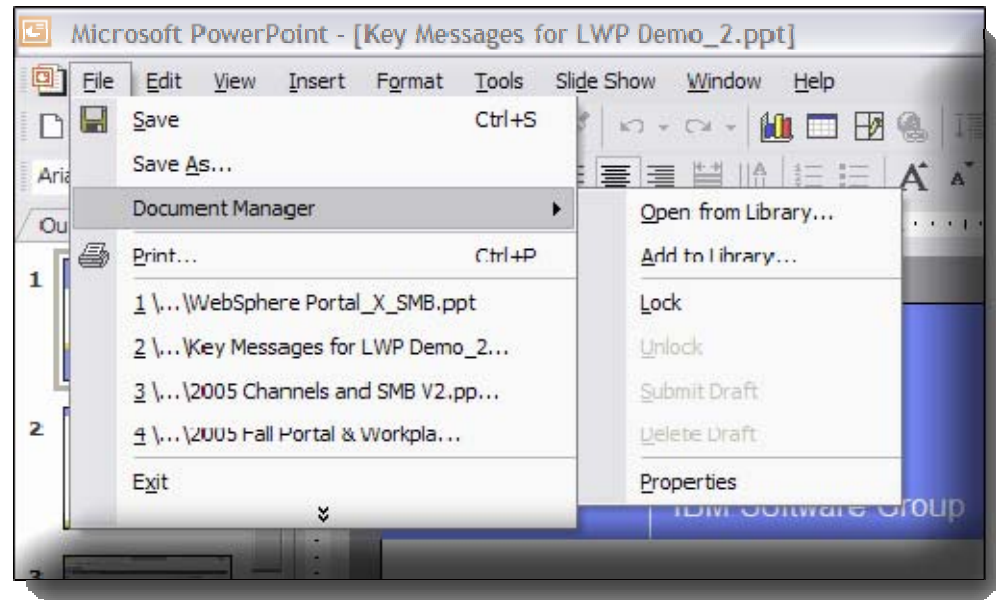 Microsoft PowerPoint - [Key Messages for LWP Demo_2.ppt]
File Edit View Insert Format Tools Slide Show Window Help
Save Ctrl+S
Save As...
Document Manager
Print... Ctrl+P
1 \...\WebSphere Portal_X_SMB.ppt
2 \...\Key Messages for LWP Demo_2...
3 \...\2005 Channels and SMB V2.pp...
4 \...\2005 Fall Portal & Workpla...
Exit
Open from Library...
Add to Library...
Lock
Unlock
Submit Draft
Delete Draft
Properties
1
2
3
IBM Software Group